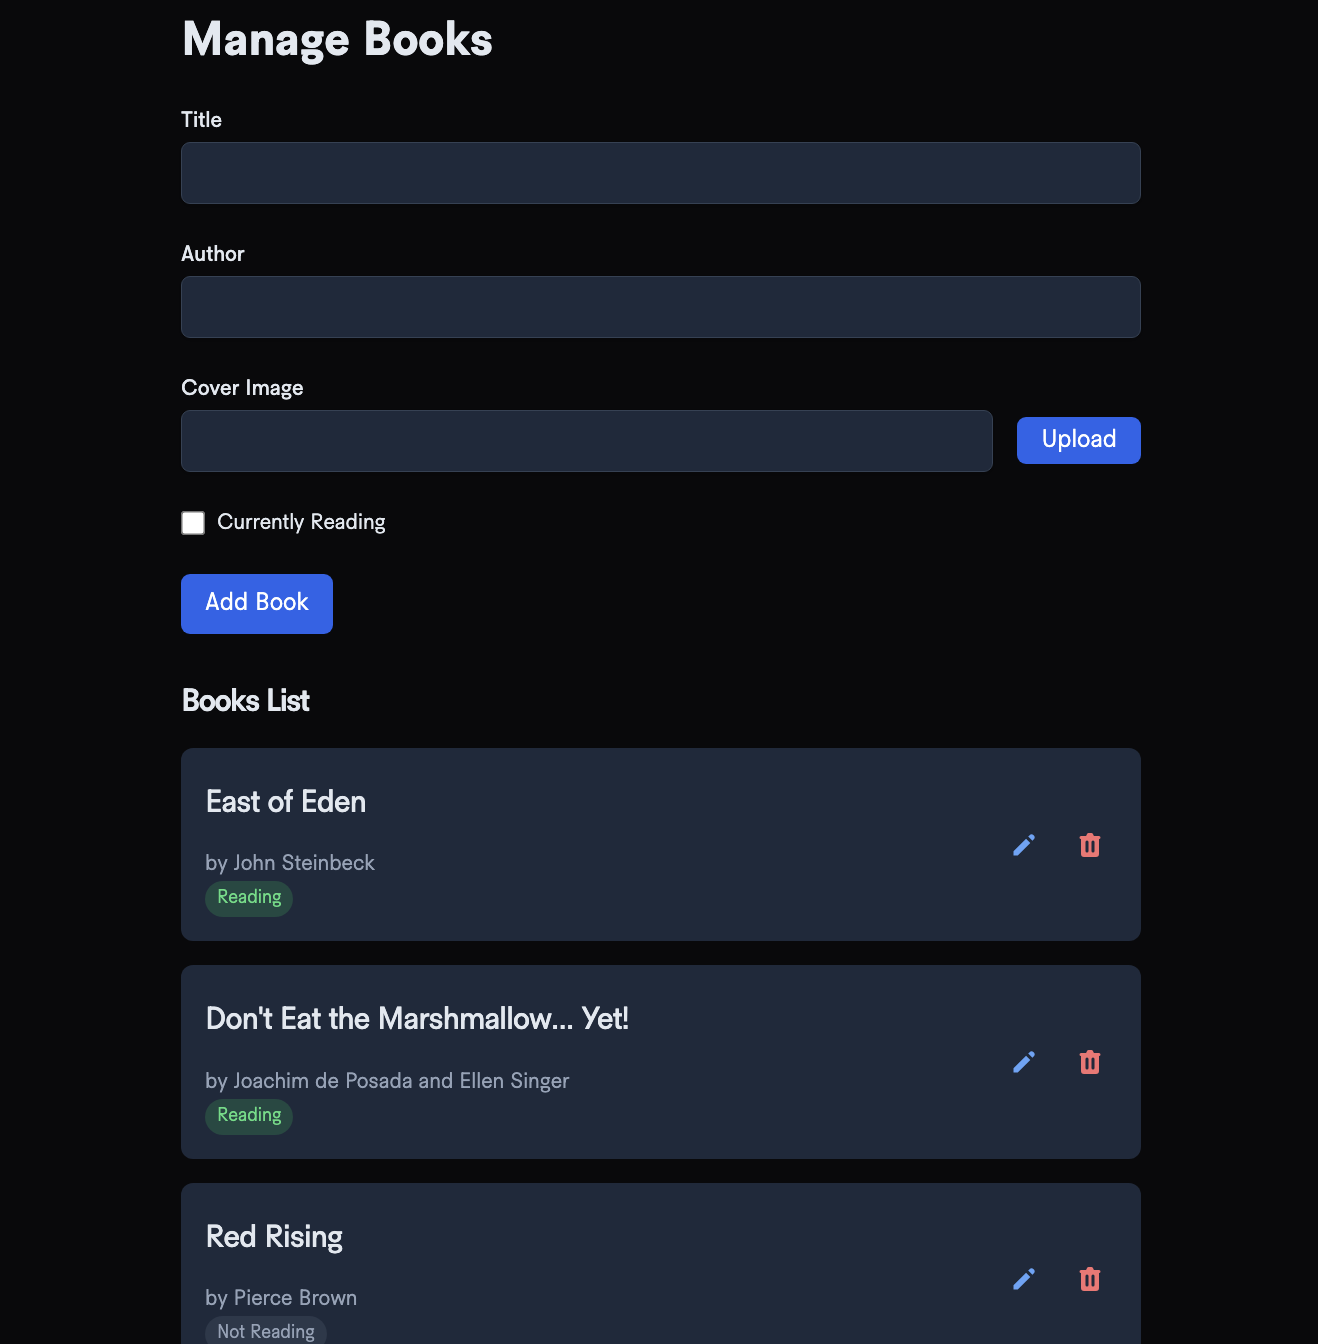 Manage Books
Title
Author
Cover Image
Upload
Currently Reading
Add Book
Books List
East of Eden
by John Steinbeck
Reading
Don't Eat the Marshmallow... Yet!
by Joachim de Posada and Ellen Singer
Reading
Red Rising
by Pierce Brown
Not Reading